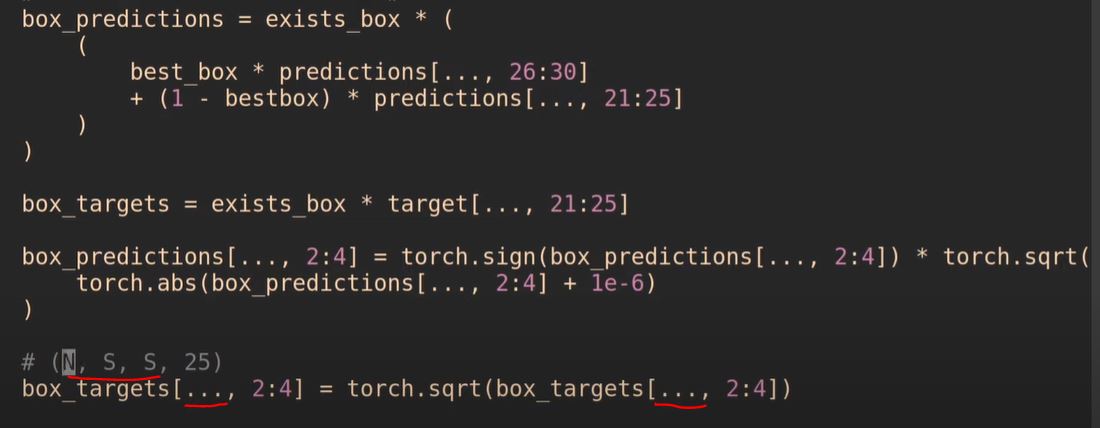 box_predictions = exists_box * (
(
best_box * predictions[..., 26:30]
+ (1 - bestbox) * predictions[..., 21:25]
)
)
box_targets = exists_box * target[..., 21:25]
box_predictions[..., 2:4] = torch.sign(box_predictions[..., 2:4]) * torch.sqrt(
torch.abs(box_predictions[..., 2:4] + 1e-6)
)
# (N, S, S, 25)
box_targets[..., 2:4] = torch.sqrt(box_targets[..., 2:4])